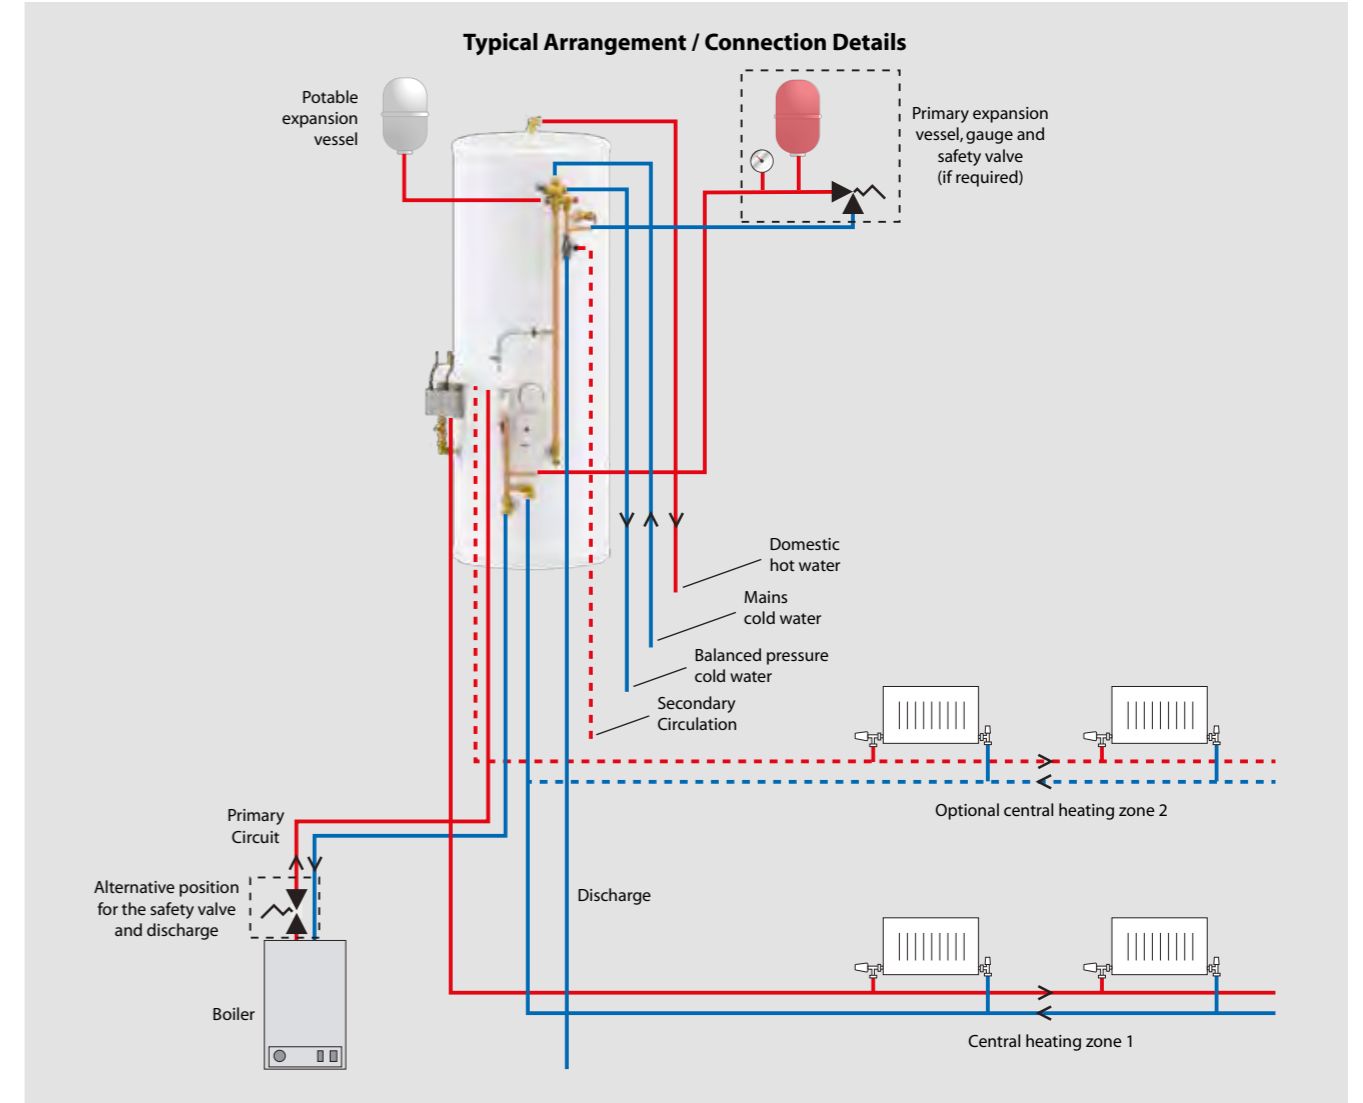 Typical Arrangement / Connection Details
Potable
expansion
vessel
Primary expansion
vessel, gauge and
safety valve
(if required)
Domestic
hot water
Mains
cold water
Balanced pressure
cold water
Secondary
Circulation
Optional central heating zone 2
Primary
Circuit
Alternative position
for the safety valve
and discharge
Discharge
Boiler
Central heating zone 1